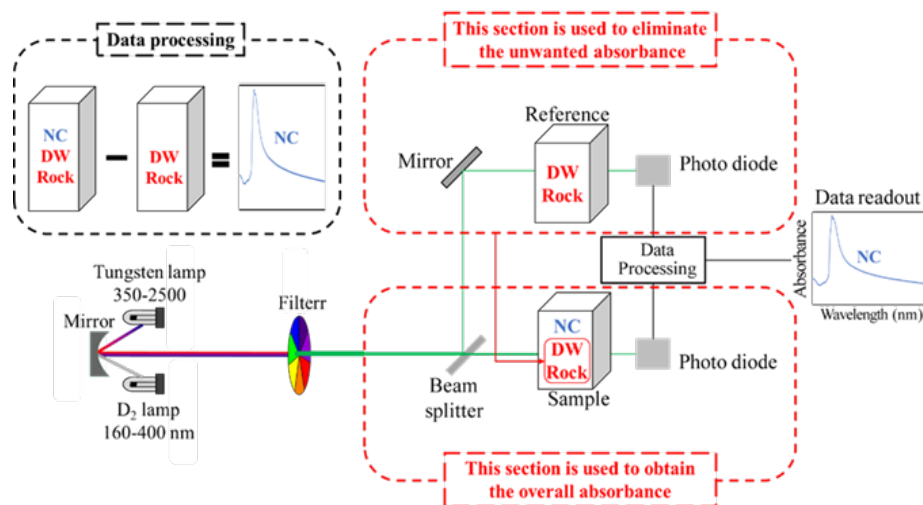 Data processing
NC
DW
Rock
DW
Rock
NC
This section is used to eliminate
the unwanted absorbance
Reference
Mirror
DW
Rock
Photo diode
Data readout
Data
Processing
Absorbance
NC
Wavelength (nm)
Tungsten lamp
350-2500
Mirror
Filterr
D₂ lamp
160-400 nm
Beam
splitter
NC
DW
Rock
Sample
Photo diode
This section is used to obtain
the overall absorbance